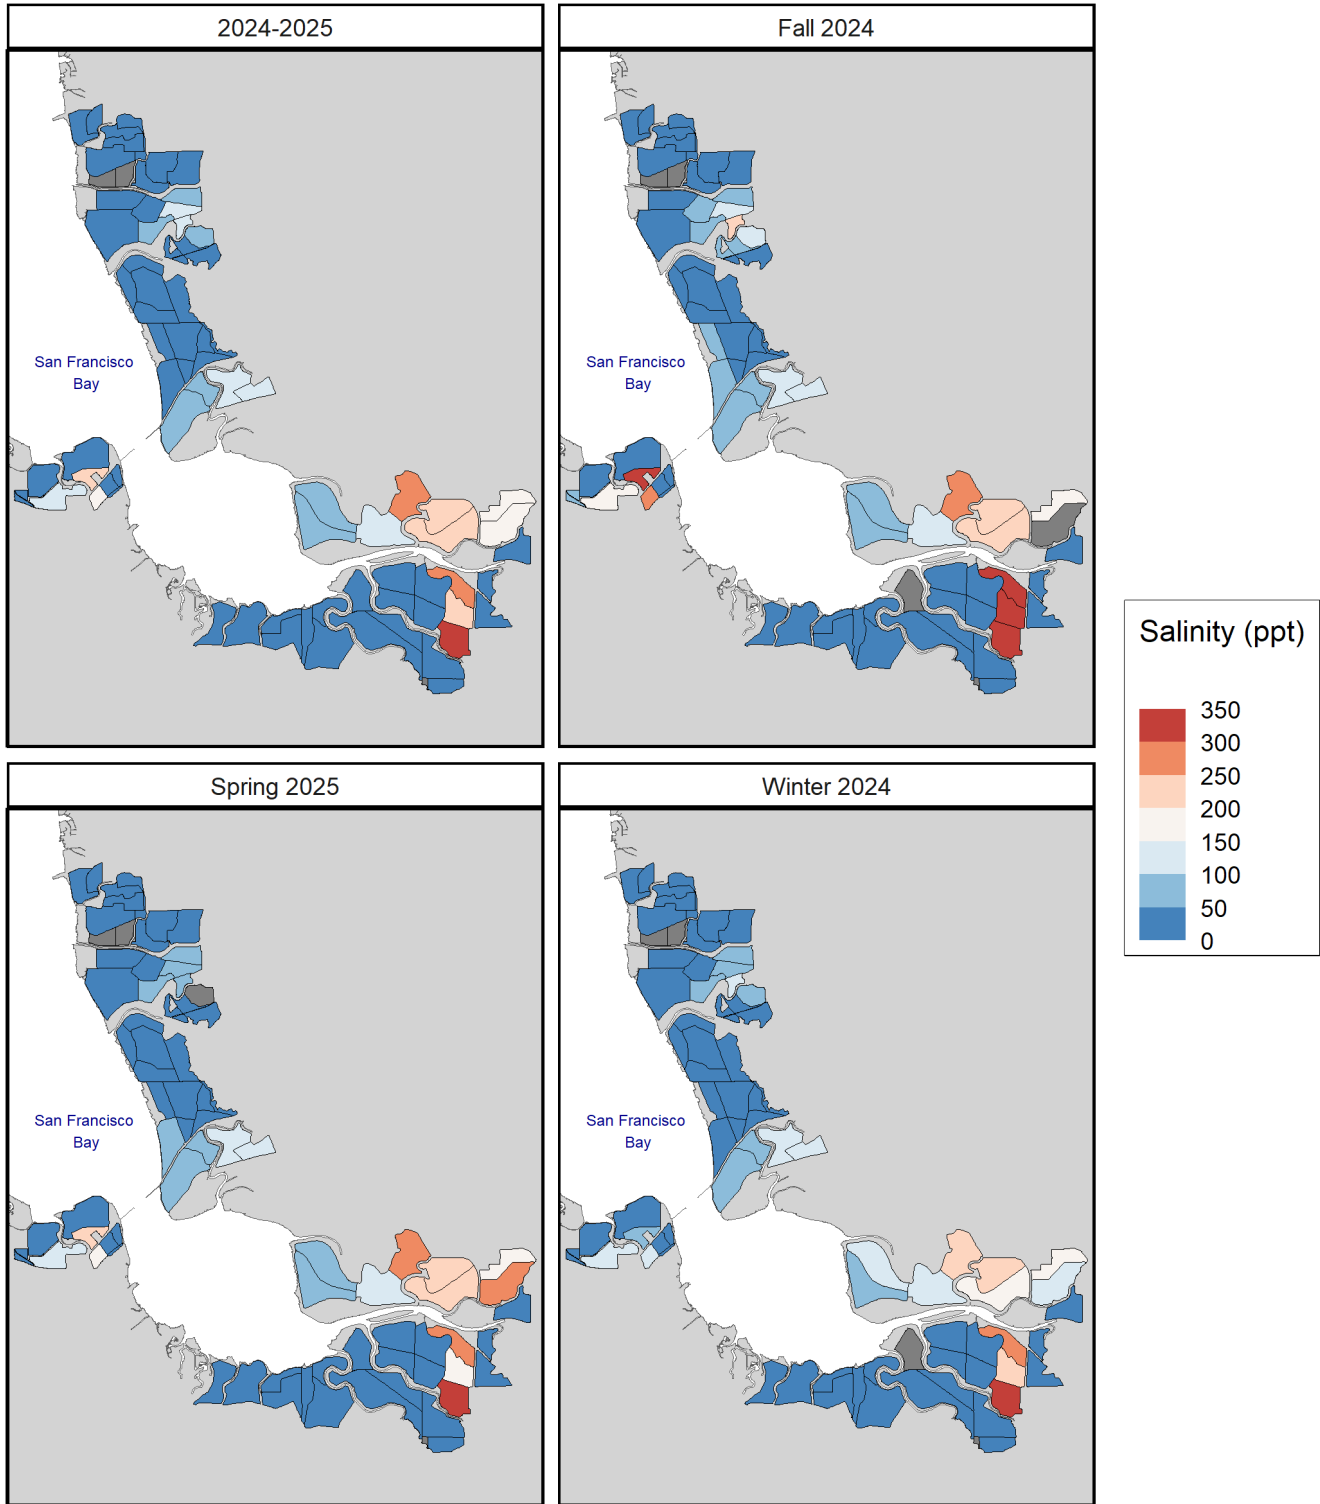 2024-2025
Fall 2024
San Francisco
Bay
San Francisco
Bay
Spring 2025
Winter 2024
San Francisco
Bay
San Francisco
Bay
Salinity (ppt)
350
300
250
200
150
100
50
0